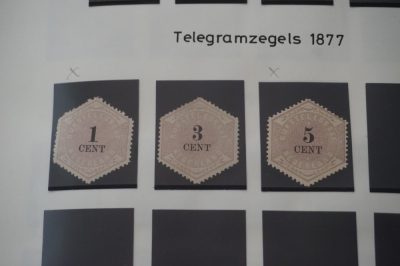 Telegramzegels 1877
x x
1 3 5
CENT CENT CENT